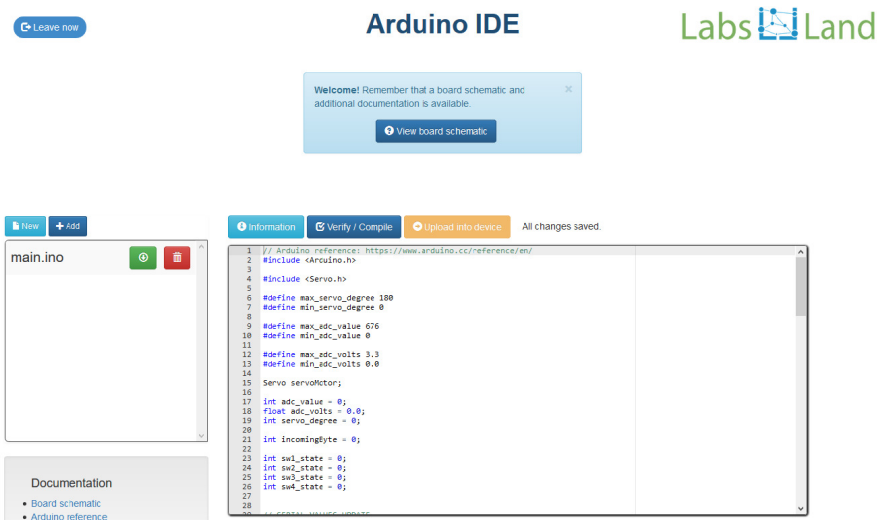 Leave now
Arduino IDE
Labs Land
Welcome! Remember that a board schematic and
additional documentation is available.
×
View board schematic
New
Add
Information
Verify / Compile
Upload into device
All changes saved.
main.ino
1 // Arduino reference: https://www.arduino.cc/reference/en/
2 #include <Arduino.h>
3
4 #include <Servo.h>
5
6 #define max_servo_degree 180
7 #define min_servo_degree 0
8
9 #define max_adc_value 676
10 #define min_adc_value 0
11
12 #define max_adc_volts 3.3
13 #define min_adc_volts 0.0
14
15 Servo servoMotor;
16
17 int adc_value = 0;
18 float adc_volts = 0.0;
19 int servo_degree = 0;
20
21 int incomingByte = 0;
22
23 int sw1_state = 0;
24 int sw2_state = 0;
25 int sw3_state = 0;
26 int sw4_state = 0;
27
28
29 // SERIAL VALUES UPDATE
Documentation
Board schematic
Arduino reference